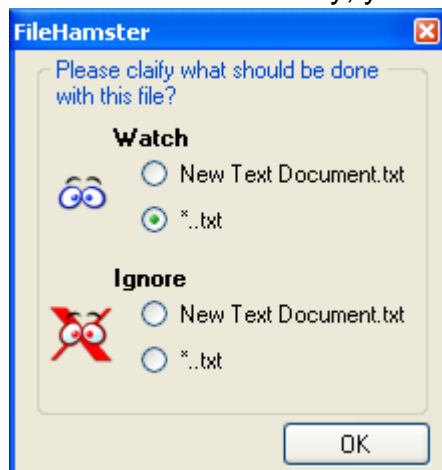 FileHamster
Please claify what should be done
with this file?
Watch
New Text Document.txt
*..txt
Ignore
New Text Document.txt
*..txt
OK